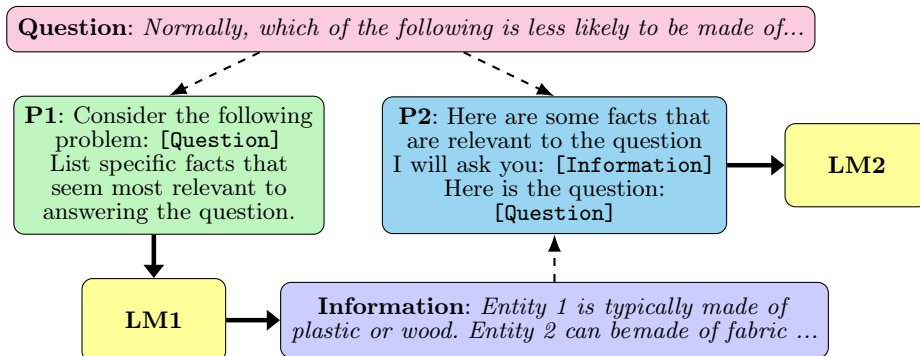 Question: Normally, which of the following is less likely to be made of...
P1: Consider the following
problem: [Question]
List specific facts that
seem most relevant to
answering the question.
P2: Here are some facts that
are relevant to the question
I will ask you: [Information]
Here is the question:
[Question]
LM2
LM1
Information: Entity 1 is typically made of
plastic or wood. Entity 2 can bemade of fabric ...